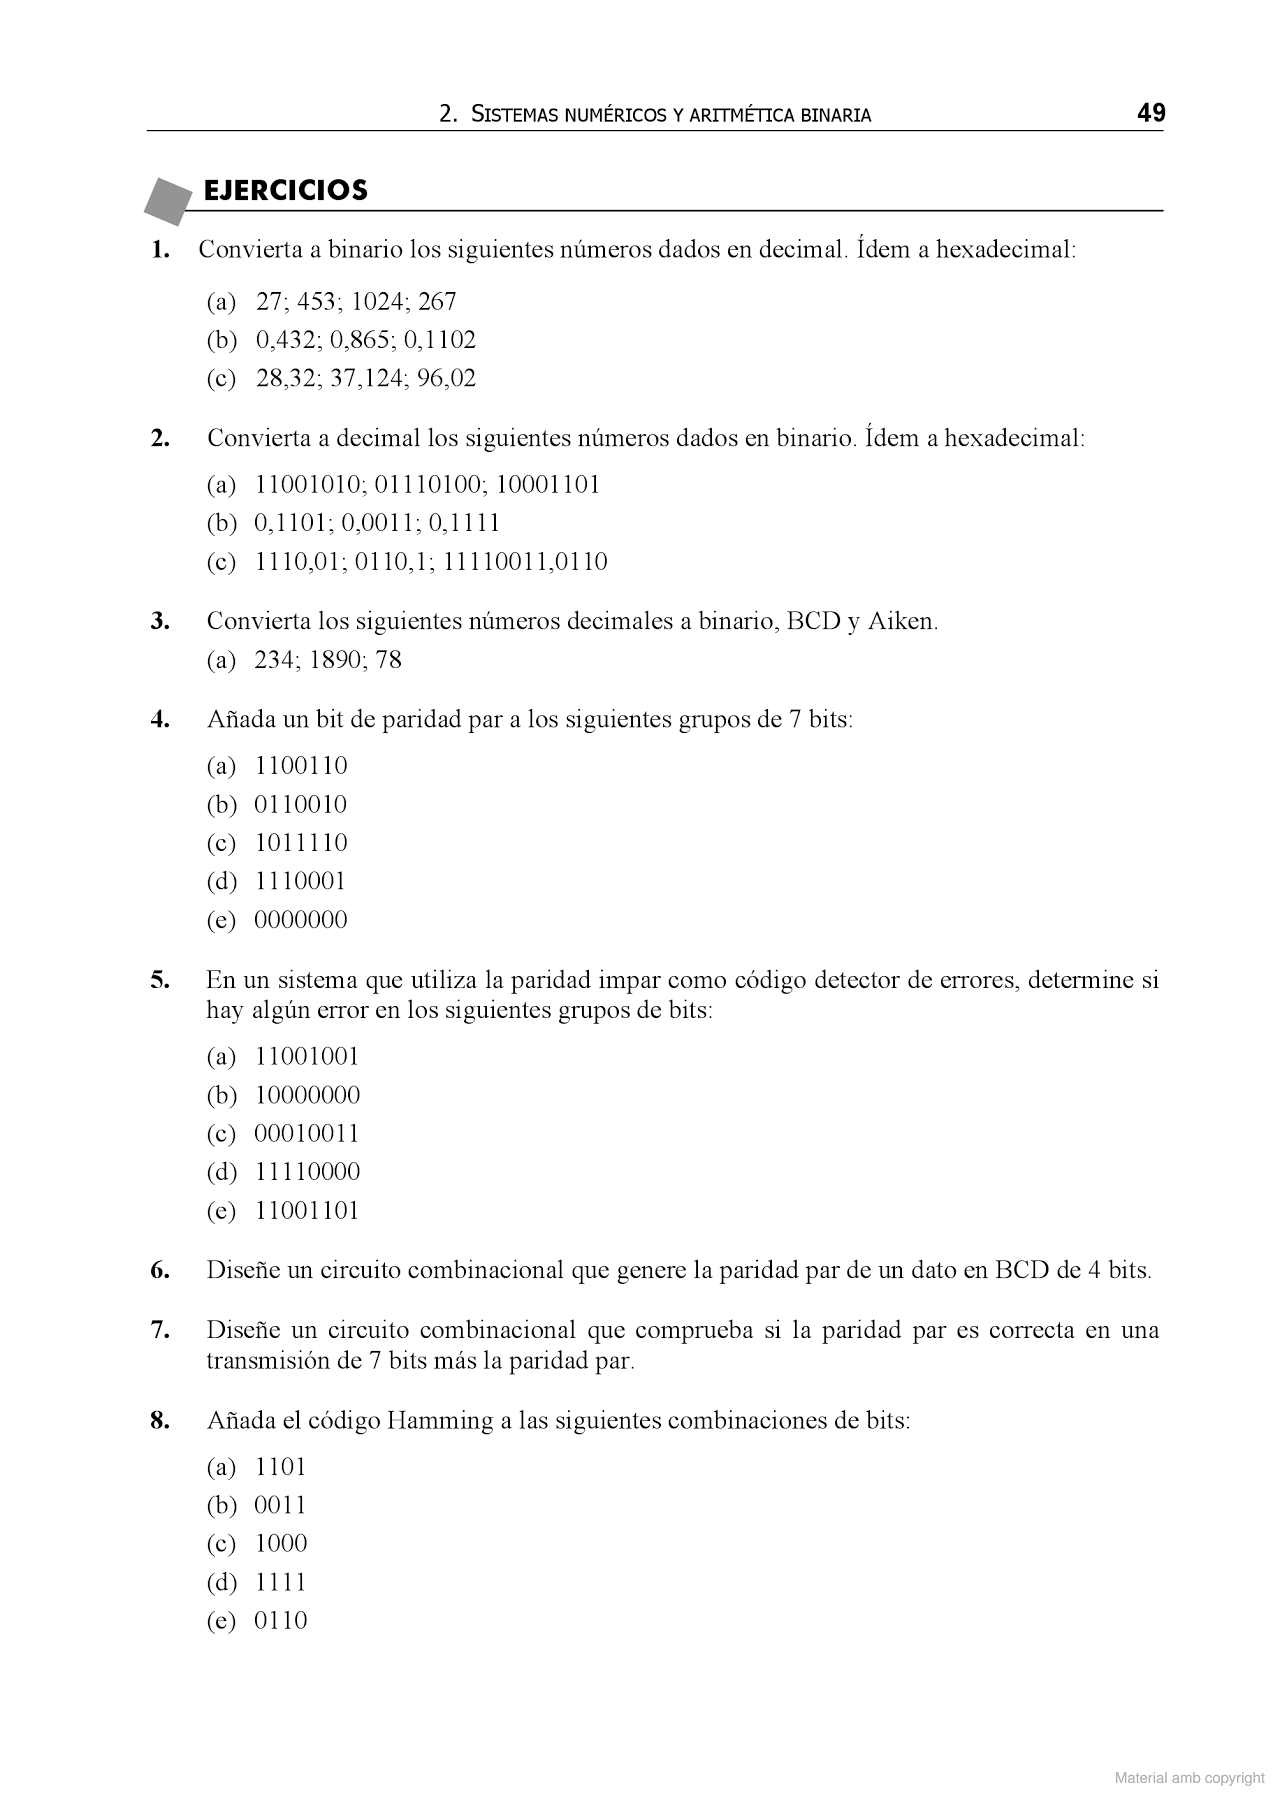 2. SISTEMAS NUMÉRICOS Y ARITMÉTICA BINARIA 49
EJERCICIOS
1. Convierta a binario los siguientes números dados en decimal. Ídem a hexadecimal:
(a) 27; 453; 1024; 267
(b) 0,432; 0,865; 0,1102
(c) 28,32; 37,124; 96,02
2. Convierta a decimal los siguientes números dados en binario. Ídem a hexadecimal:
(a) 11001010; 01110100; 10001101
(b) 0,1101; 0,0011; 0,1111
(c) 1110,01; 0110,1; 11110011,0110
3. Convierta los siguientes números decimales a binario, BCD y Aiken.
(a) 234; 1890; 78
4. Añada un bit de paridad par a los siguientes grupos de 7 bits:
(a) 1100110
(b) 0110010
(c) 1011110
(d) 1110001
(e) 0000000
5. En un sistema que utiliza la paridad impar como código detector de errores, determine si
hay algún error en los siguientes grupos de bits:
(a) 11001001
(b) 10000000
(c) 00010011
(d) 11110000
(e) 11001101
6. Diseñe un circuito combinacional que genere la paridad par de un dato en BCD de 4 bits.
7. Diseñe un circuito combinacional que comprueba si la paridad par es correcta en una
transmisión de 7 bits más la paridad par.
8. Añada el código Hamming a las siguientes combinaciones de bits:
(a) 1101
(b) 0011
(c) 1000
(d) 1111
(e) 0110
Material amb copyright